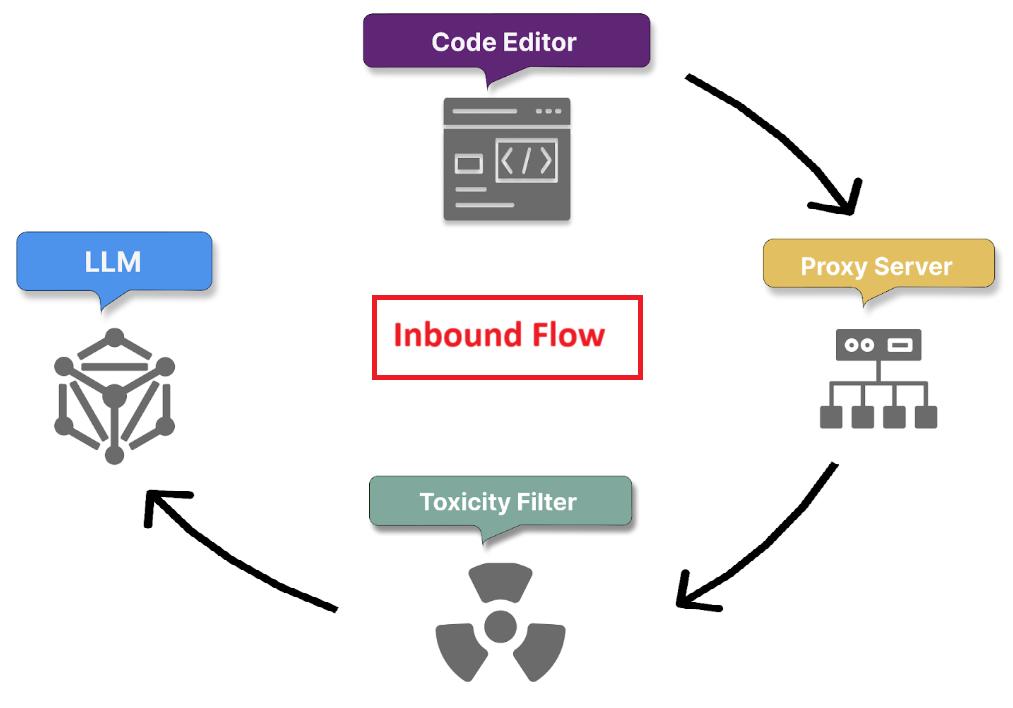 Code Editor
LLM
Proxy Server
Inbound Flow
Toxicity Filter